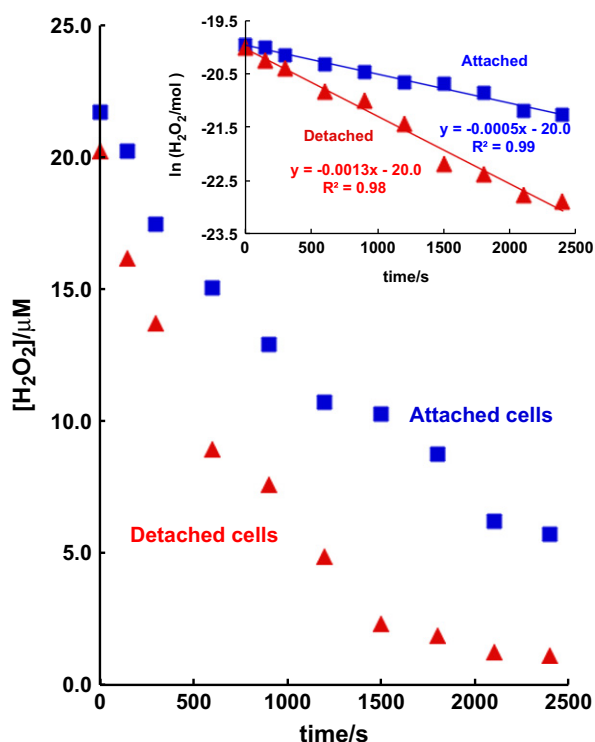 25.0
20.0
15.0
10.0
5.0
0.0
[H₂O₂]/μM
0
500
1000
1500
2000
2500
time/s
Attached cells
Detached cells
-19.5
-20.5
-21.5
-22.5
-23.5
ln (H₂O₂/mol)
0
500
1000
1500
2000
2500
time/s
Attached
y = -0.0005x - 20.0
R² = 0.99
Detached
y = -0.0013x - 20.0
R² = 0.98